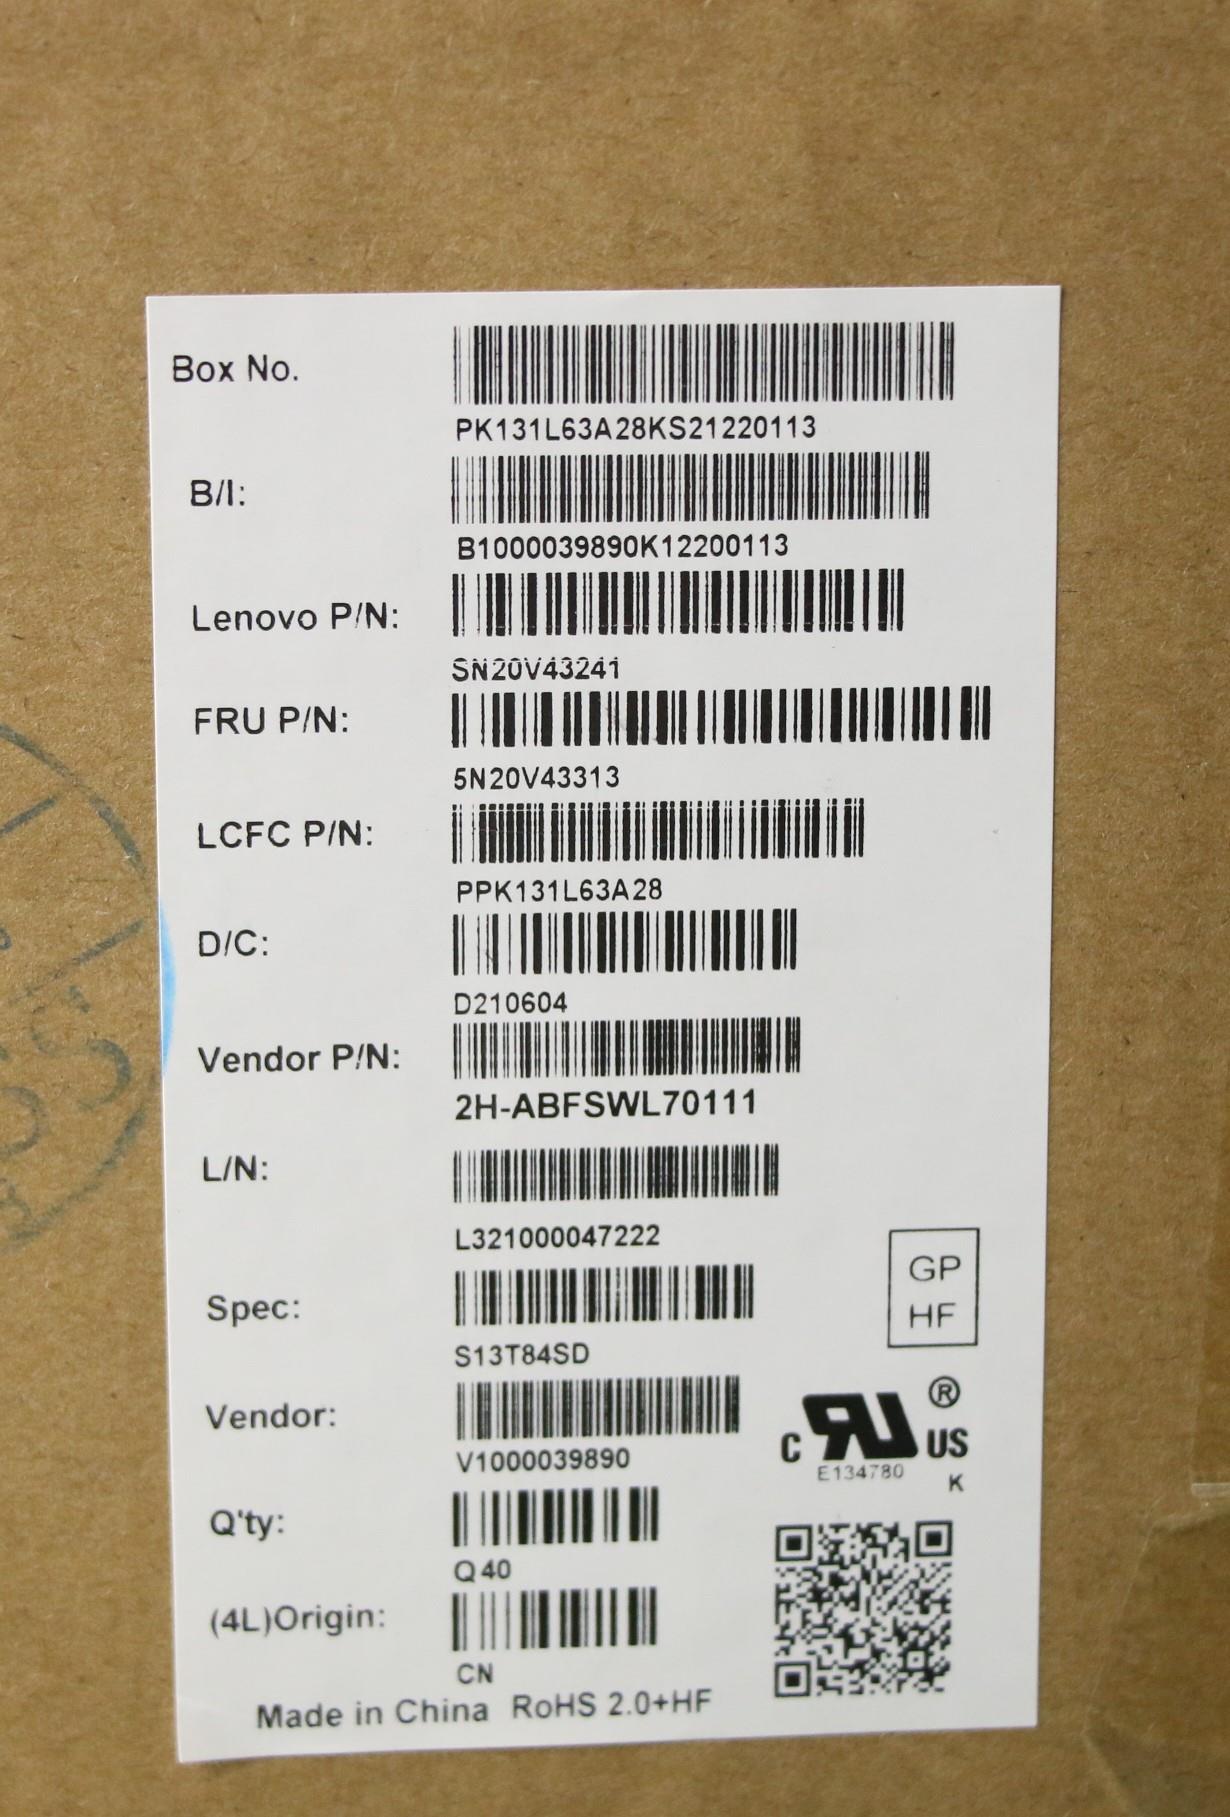 Box No.
PK131L63A28KS21220113
B/I:
B1000039890K12200113
Lenovo P/N:
SN20V43241
FRU P/N:
5N20V43313
LCFC P/N:
PPK131L63A28
D/C:
D210604
Vendor P/N:
2H-ABFSWL70111
L/N:
L321000047222
Spec:
S13T84SD
GP
HF
Vendor:
V1000039890
C RU ® US
E134780
K
Q'ty:
Q40
(4L)Origin:
CN
Made in China RoHS 2.0+HF